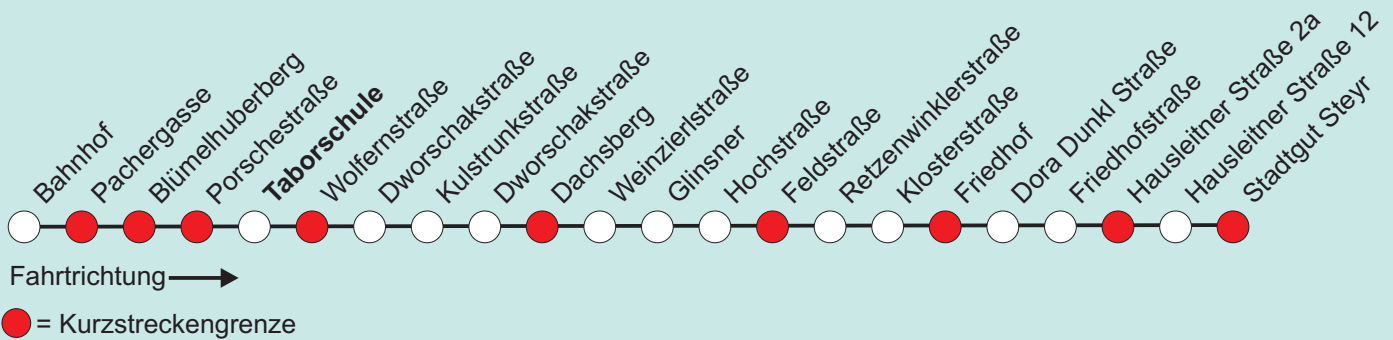 Bahnhof
Pachergasse
Blümelhuberberg
Porschestraße
Taborschule
Wolfernstraße
Dworschakstraße
Kulstrunkstraße
Dworschakstraße
Dachsberg
Weinzierlstraße
Glinsner
Hochstraße
Feldstraße
Retzenwinklerstraße
Klosterstraße
Friedhof
Dora Dunkl Straße
Friedhofstraße
Hausleitner Straße 2a
Hausleitner Straße 12
Stadtgut Steyr
Fahrtrichtung
= Kurzstreckengrenze